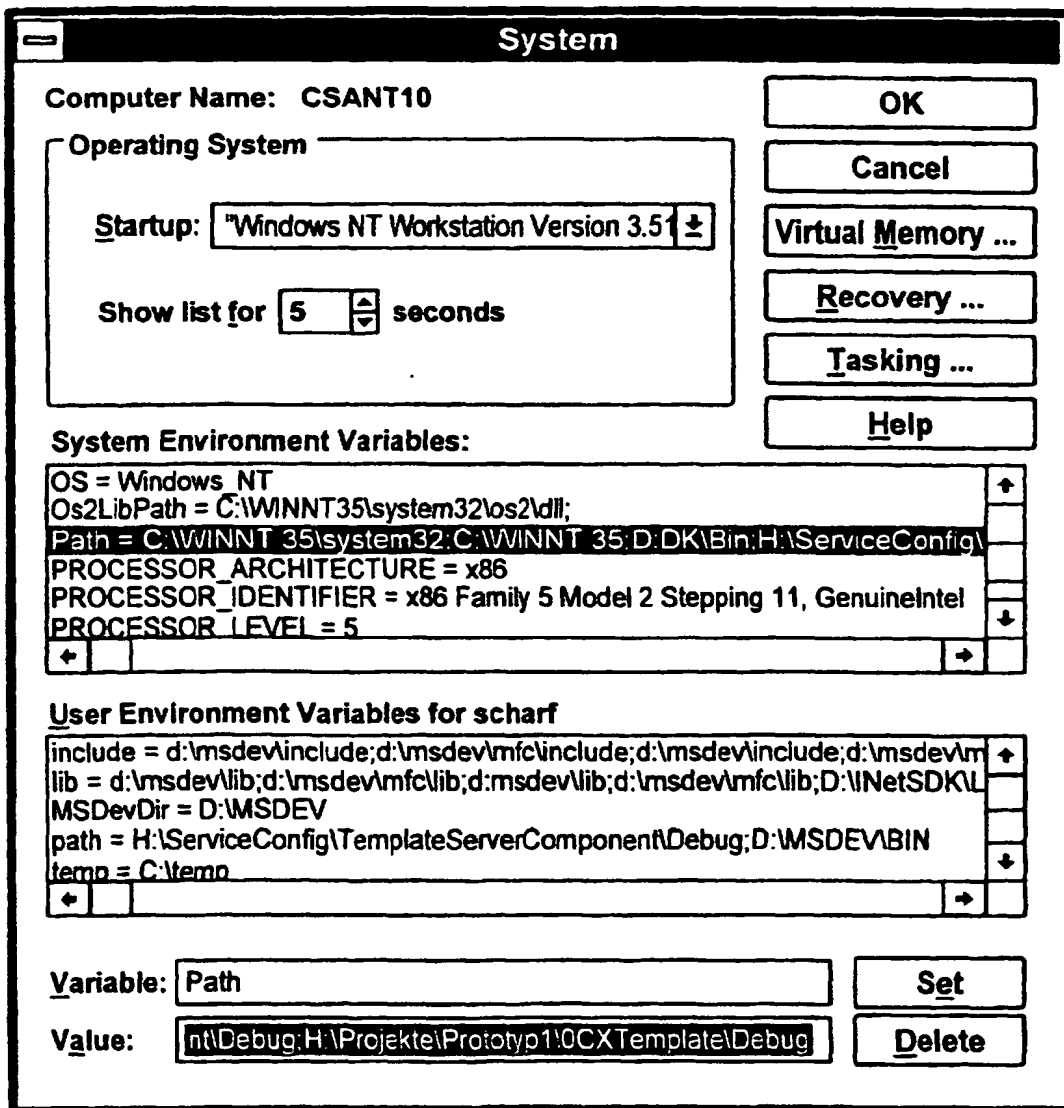 System
Computer Name: CSANT10
OK
Operating System
Cancel
Startup: "Windows NT Workstation Version 3.51
Virtual Memory ...
Show list for 5 seconds
Recovery ...
Tasking ...
Help
System Environment Variables:
OS = Windows_NT
Os2LibPath = C:\WINNT35\system32\os2\dll;
Path = C:\WINNT 35\system32;C:\WINNT 35;D:DK\Bin;H:\ServiceConfig\
PROCESSOR_ARCHITECTURE = x86
PROCESSOR_IDENTIFIER = x86 Family 5 Model 2 Stepping 11, GenuineIntel
PROCESSOR_LEVEL = 5
User Environment Variables for scharf
include = d:\msdev\include;d:\msdev\mfc\include;d:\msdev\include;d:\msdev\m
lib = d:\msdev\lib;d:\msdev\mfc\lib;d:msdev\lib;d:\msdev\mfc\lib;D:\INetSDK\L
MSDevDir = D:\MSDEV
path = H:\ServiceConfig\TemplateServerComponent\Debug;D:\MSDEV\BIN
temp = C:\temp
Variable: Path
Set
Value: nt\Debug;H:\Projekte\Prototyp1\0CXTemplate\Debug
Delete